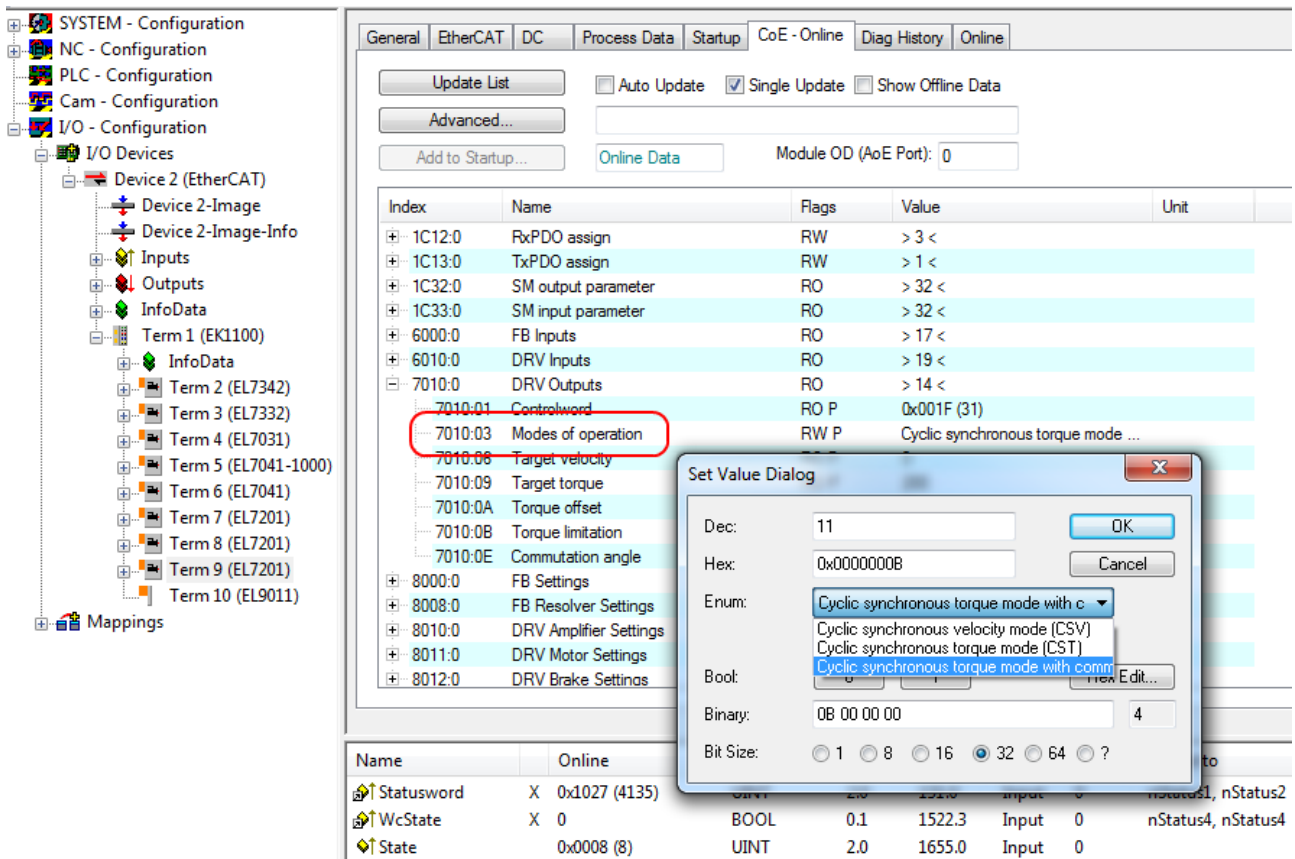 SYSTEM - Configuration
NC - Configuration
PLC - Configuration
Cam - Configuration
I/O - Configuration
I/O Devices
Device 2 (EtherCAT)
Device 2-Image
Device 2-Image-Info
Inputs
Outputs
InfoData
Term 1 (EK1100)
InfoData
Term 2 (EL7342)
Term 3 (EL7332)
Term 4 (EL7031)
Term 5 (EL7041-1000)
Term 6 (EL7041)
Term 7 (EL7201)
Term 8 (EL7201)
Term 9 (EL7201)
Term 10 (EL9011)
Mappings
General EtherCAT DC Process Data Startup CoE - Online Diag History Online
Update List Auto Update Single Update Show Offline Data
Advanced...
Add to Startup... Online Data Module OD (AoE Port): 0
Index Name Flags Value Unit
1C12:0 RxPDO assign RW > 3 <
1C13:0 TxPDO assign RW > 1 <
1C32:0 SM output parameter RO > 32 <
1C33:0 SM input parameter RO > 32 <
6000:0 FB Inputs RO > 17 <
6010:0 DRV Inputs RO > 19 <
7010:0 DRV Outputs RO > 14 <
7010:01 Controlword RO P 0x001F (31)
7010:03 Modes of operation RW P Cyclic synchronous torque mode ...
7010:06 Target velocity
7010:09 Target torque
7010:0A Torque offset
7010:0B Torque limitation
7010:0E Commutation angle
8000:0 FB Settings
8008:0 FB Resolver Settings
8010:0 DRV Amplifier Settings
8011:0 DRV Motor Settings
8012:0 DRV Brake Settings
Set Value Dialog
Dec: 11 OK
Hex: 0x0000000B Cancel
Enum: Cyclic synchronous torque mode with c
Cyclic synchronous velocity mode (CSV)
Cyclic synchronous torque mode (CST)
Cyclic synchronous torque mode with comm
Bool: 0 1 Hex Edit...
Binary: 0B 00 00 00 4
Bit Size: 1 8 16 32 64 ?
Name Online to
Statusword X 0x1027 (4135) UINT 2.0 151.0 Input 0 nStatus1, nStatus2
WcState X 0 BOOL 0.1 1522.3 Input 0 nStatus4, nStatus4
State 0x0008 (8) UINT 2.0 1655.0 Input 0